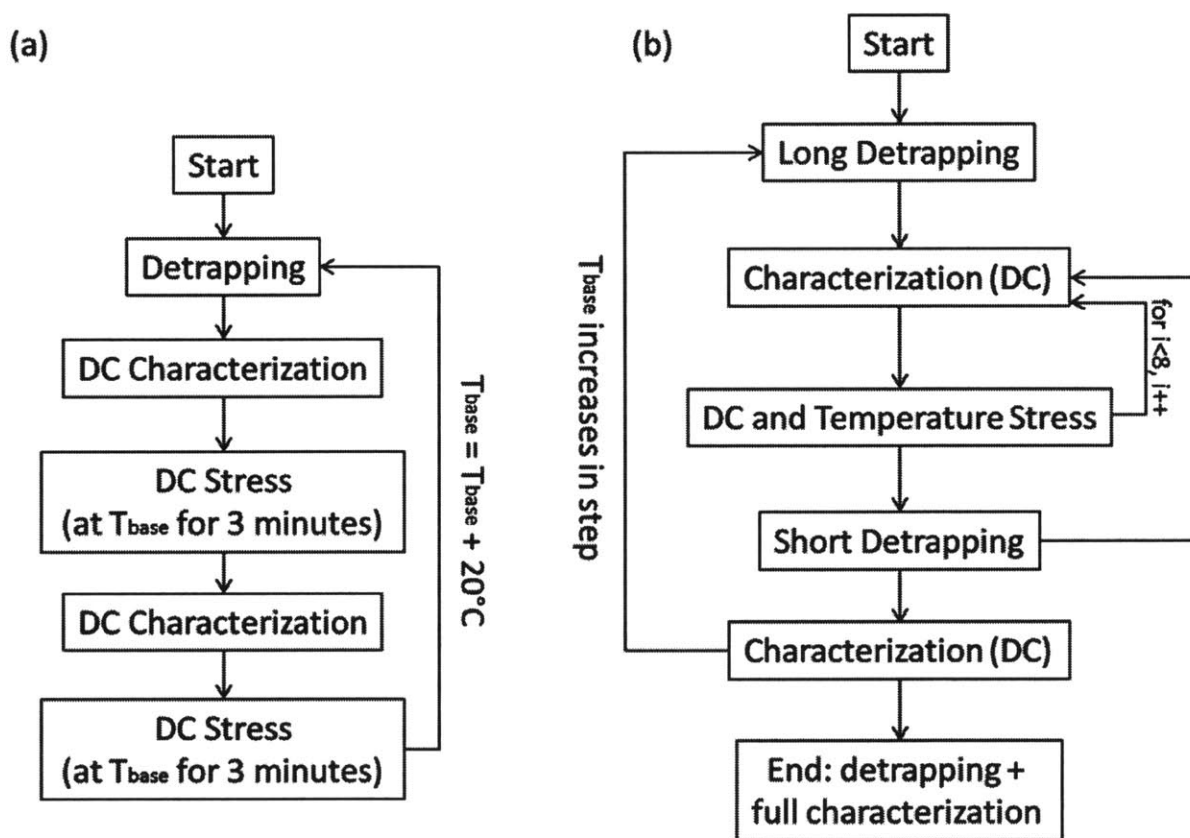 (a)
Start
Detrapping
DC Characterization
DC Stress
(at Tbase for 3 minutes)
DC Characterization
DC Stress
(at Tbase for 3 minutes)
Tbase = Tbase + 20°C
(b)
Start
Long Detrapping
Characterization (DC)
DC and Temperature Stress
for i<8, i++
Short Detrapping
Characterization (DC)
Tbase increases in step
End: detrapping +
full characterization